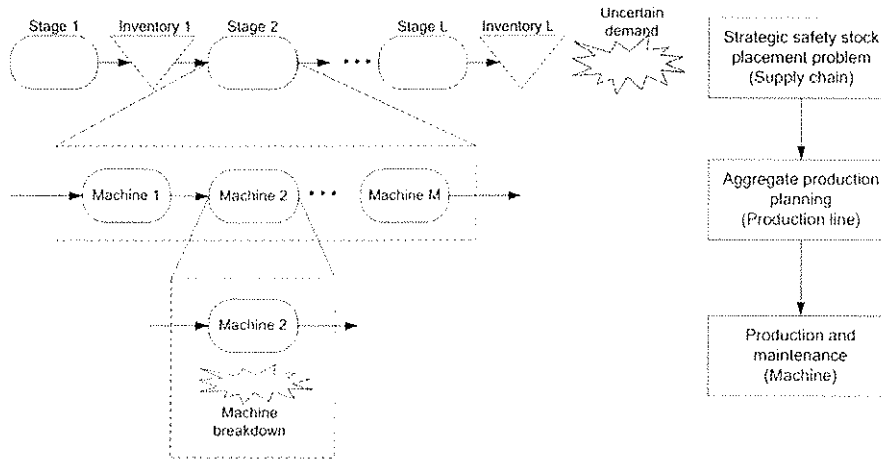 Stage 1
Inventory 1
Stage 2
Stage L
Inventory L
Uncertain
demand
Strategic safety stock
placement problem
(Supply chain)
Machine 1
Machine 2
Machine M
Aggregate production
planning
(Production line)
Machine 2
Machine
breakdown
Production and
maintenance
(Machine)